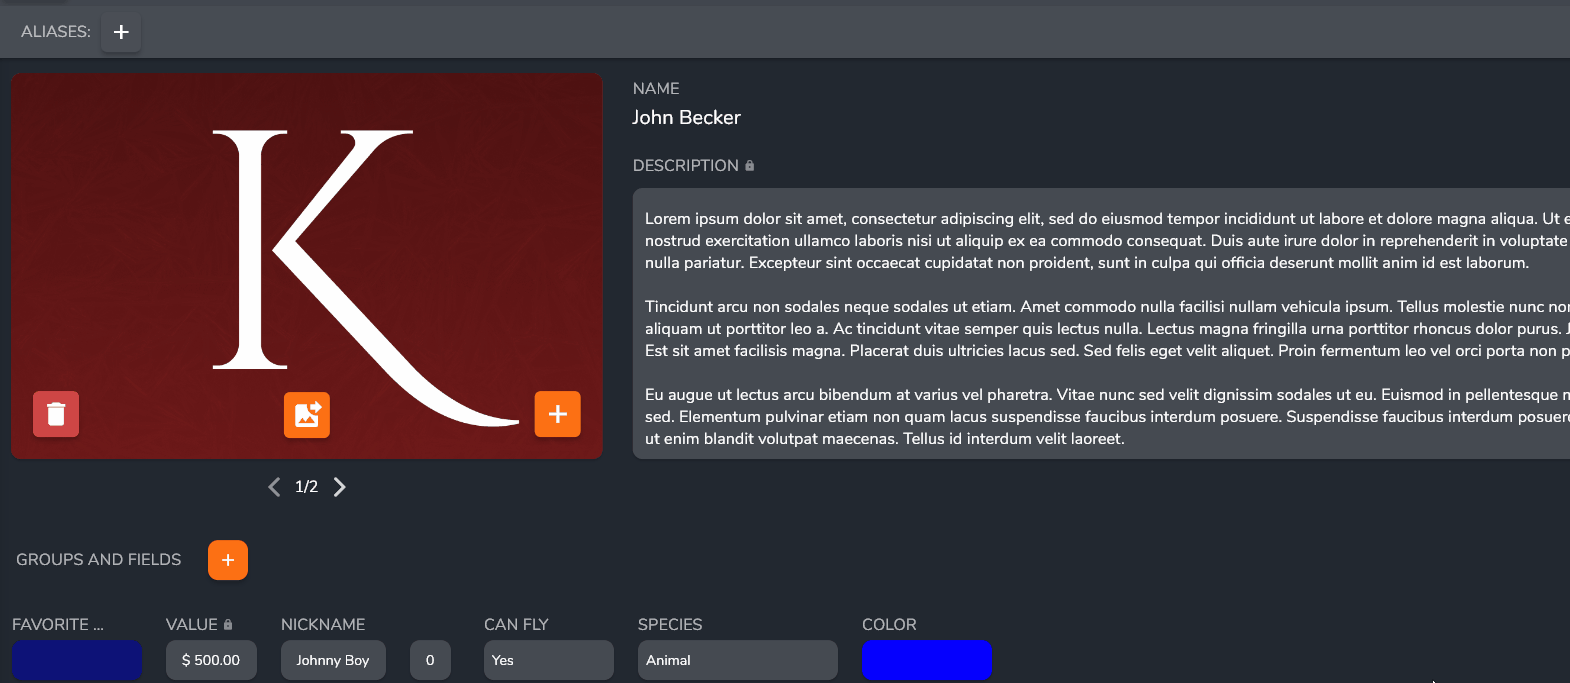 ALIASES:
K
NAME
John Becker
DESCRIPTION
Lorem ipsum dolor sit amet, consectetur adipiscing elit, sed do eiusmod tempor incididunt ut labore et dolore magna aliqua. Ut
nostrud exercitation ullamco laboris nisi ut aliquip ex ea commodo consequat. Duis aute irure dolor in reprehenderit in voluptate
nulla pariatur. Excepteur sint occaecat cupidatat non proident, sunt in culpa qui officia deserunt mollit anim id est laborum.
Tincidunt arcu non sodales neque sodales ut etiam. Amet commodo nulla facilisi nullam vehicula ipsum. Tellus molestie nunc
aliquam ut porttitor leo a. Ac tincidunt vitae semper quis lectus nulla. Lectus magna fringilla urna porttitor rhoncus dolor purus.
Est sit amet facilisis magna. Placerat duis ultricies lacus sed. Sed felis eget velit aliquet. Proin fermentum leo vel orci porta non
Eu augue ut lectus arcu bibendum at varius vel pharetra. Vitae nunc sed velit dignissim sodales ut eu. Euismod in pellentesque
sed. Elementum pulvinar etiam non quam lacus suspendisse faucibus interdum posuere. Suspendisse faucibus interdum
ut enim blandit volutpat maecenas. Tellus id interdum velit laoreet.
1/2
GROUPS AND FIELDS
FAVORITE ...
VALUE
NICKNAME
CAN FLY
SPECIES
COLOR
$ 500.00
Johnny Boy
0
Yes
Animal